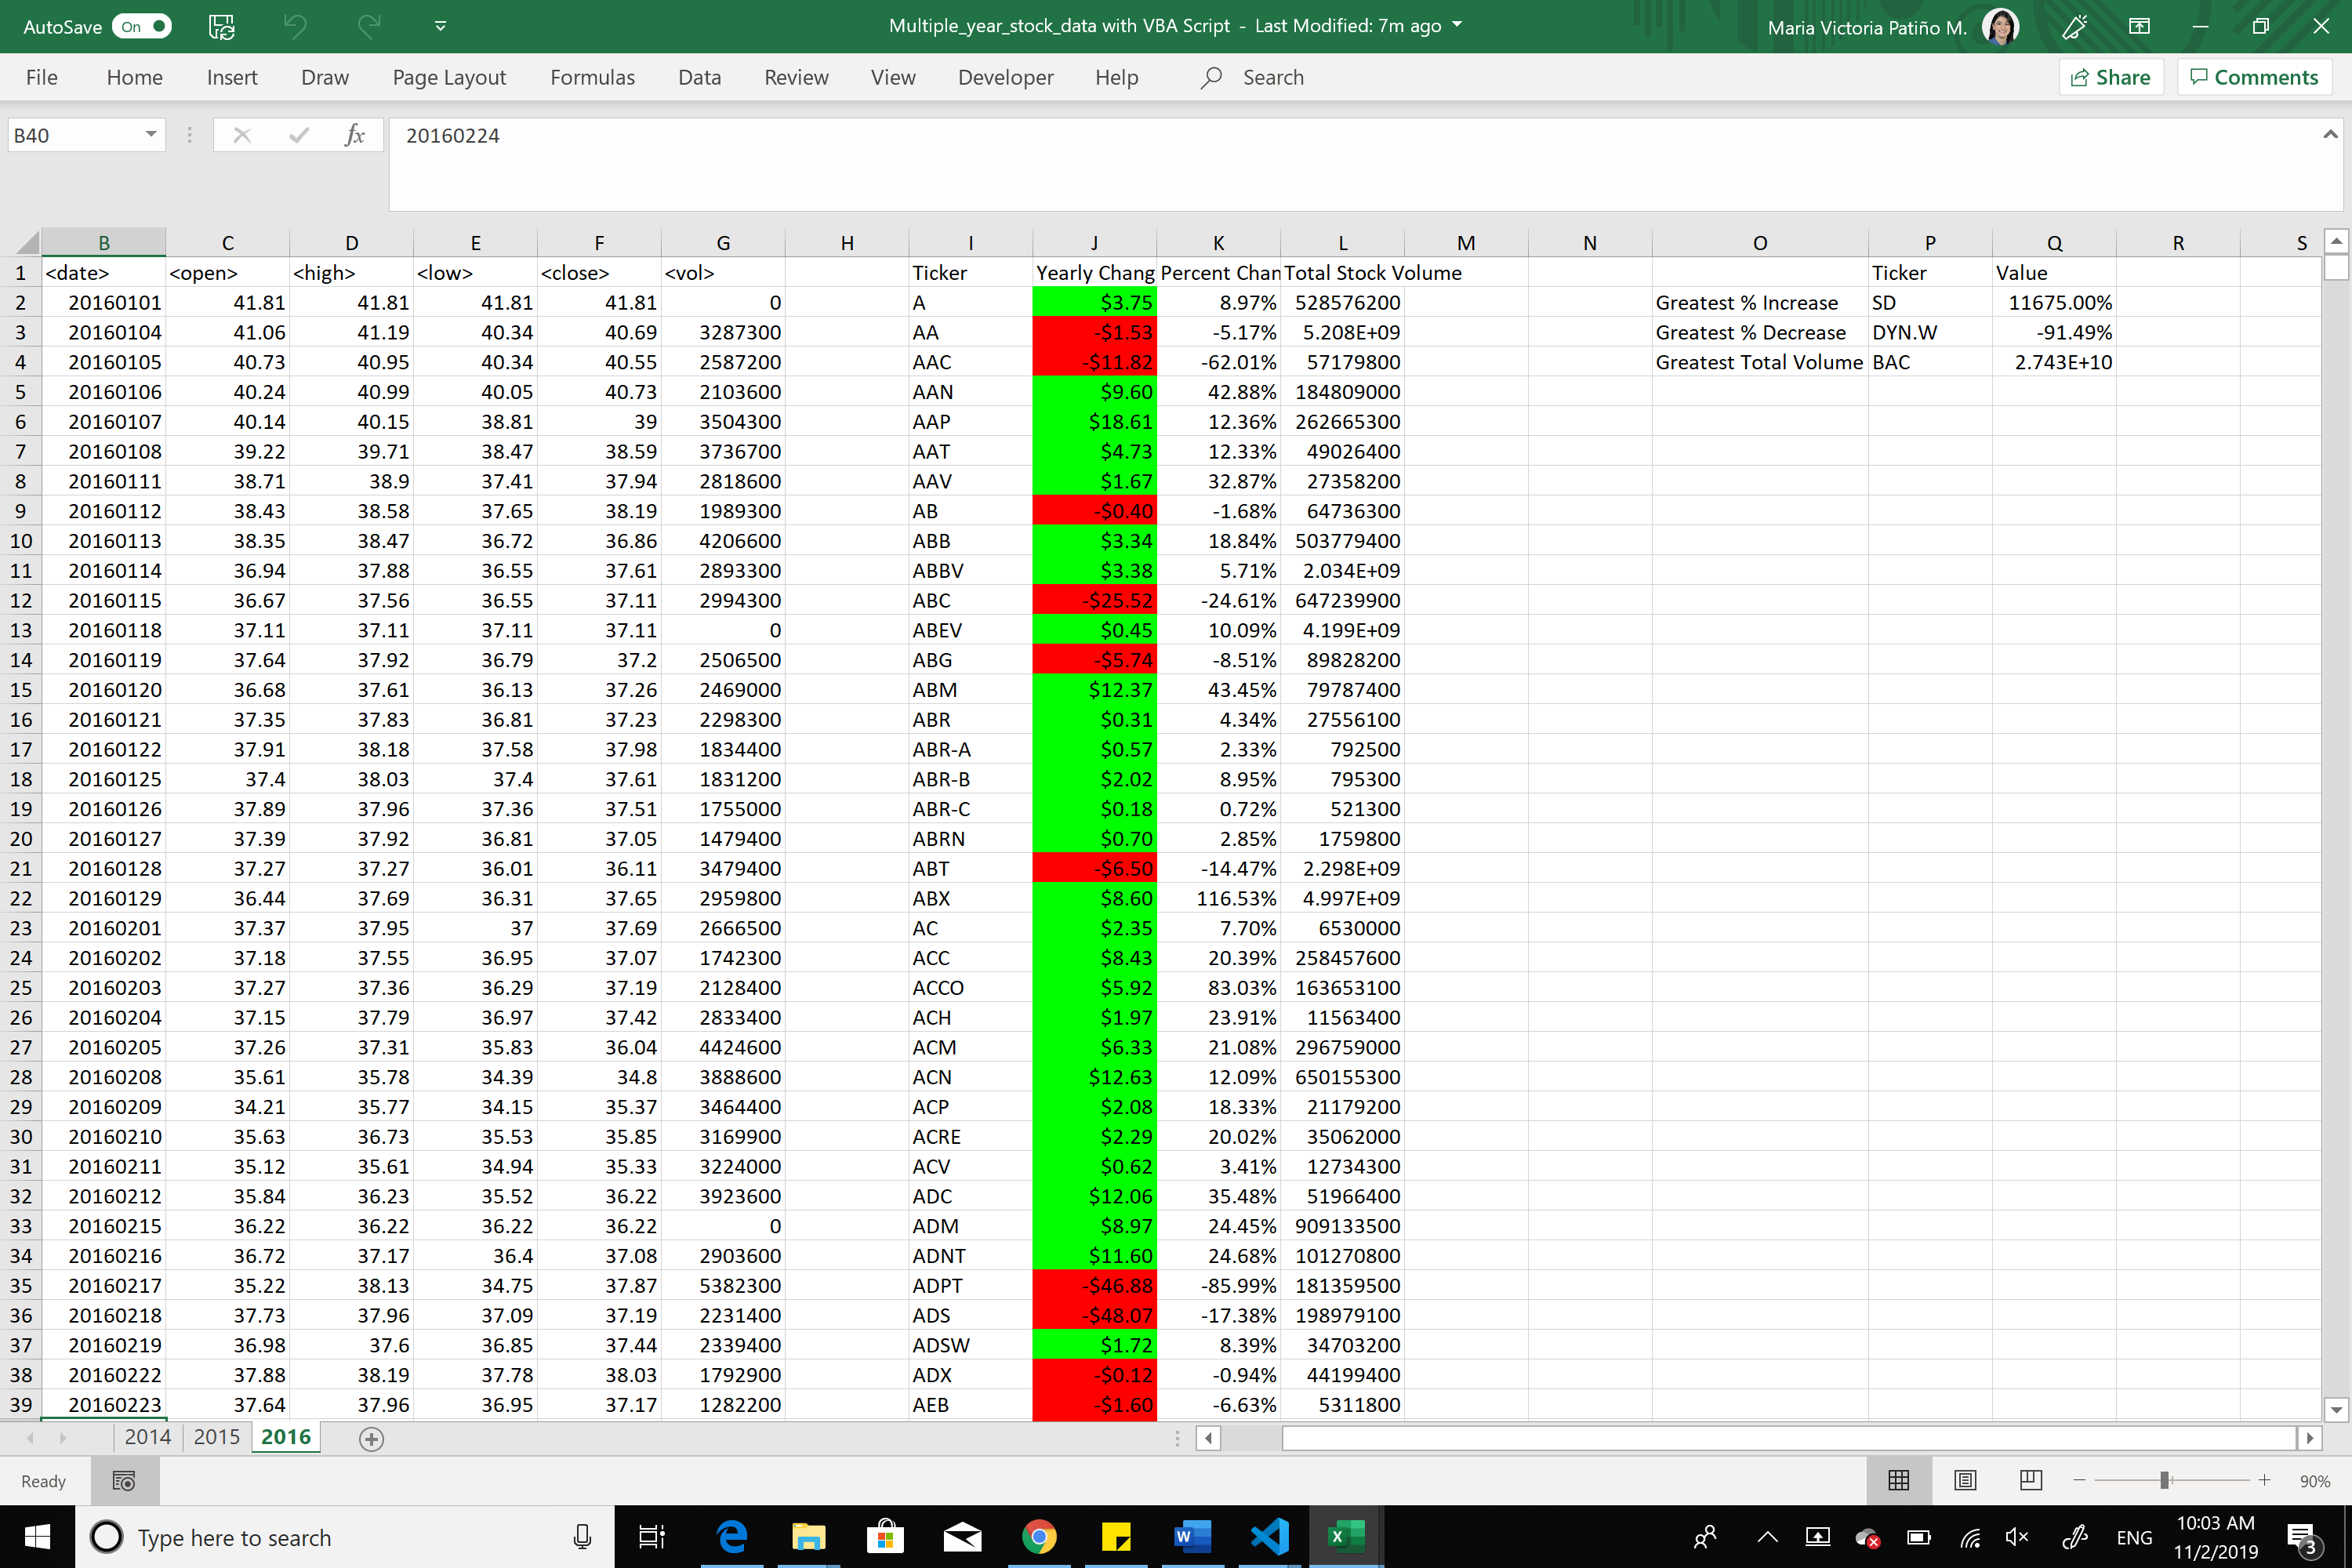 AutoSave On Multiple_year_stock_data with VBA Script - Last Modified: 7m ago Maria Victoria Patiño M.
File Home Insert Draw Page Layout Formulas Data Review View Developer Help Search Share Comments
B40 fx 20160224
B C D E F G H I J K L M N O P Q R S
1 <date> <open> <high> <low> <close> <vol> Ticker Yearly Chang Percent Chan Total Stock Volume Ticker Value
2 20160101 41.81 41.81 41.81 41.81 0 A $3.75 8.97% 528576200 Greatest % Increase SD 11675.00%
3 20160104 41.06 41.19 40.34 40.69 3287300 AA -$1.53 -5.17% 5.208E+09 Greatest % Decrease DYN.W -91.49%
4 20160105 40.73 40.95 40.34 40.55 2587200 AAC -$11.82 -62.01% 57179800 Greatest Total Volume BAC 2.743E+10
5 20160106 40.24 40.99 40.05 40.73 2103600 AAN $9.60 42.88% 184809000
6 20160107 40.14 40.15 38.81 39 3504300 AAP $18.61 12.36% 262665300
7 20160108 39.22 39.71 38.47 38.59 3736700 AAT $4.73 12.33% 49026400
8 20160111 38.71 38.9 37.41 37.94 2818600 AAV $1.67 32.87% 27358200
9 20160112 38.43 38.58 37.65 38.19 1989300 AB -$0.40 -1.68% 64736300
10 20160113 38.35 38.47 36.72 36.86 4206600 ABB $3.34 18.84% 503779400
11 20160114 36.94 37.88 36.55 37.61 2893300 ABBV $3.38 5.71% 2.034E+09
12 20160115 36.67 37.56 36.55 37.11 2994300 ABC -$25.52 -24.61% 647239900
13 20160118 37.11 37.11 37.11 37.11 0 ABEV $0.45 10.09% 4.199E+09
14 20160119 37.64 37.92 36.79 37.2 2506500 ABG -$5.74 -8.51% 89828200
15 20160120 36.68 37.61 36.13 37.26 2469000 ABM $12.37 43.45% 79787400
16 20160121 37.35 37.83 36.81 37.23 2298300 ABR $0.31 4.34% 27556100
17 20160122 37.91 38.18 37.58 37.98 1834400 ABR-A $0.57 2.33% 792500
18 20160125 37.4 38.03 37.4 37.61 1831200 ABR-B $2.02 8.95% 795300
19 20160126 37.89 37.96 37.36 37.51 1755000 ABR-C $0.18 0.72% 521300
20 20160127 37.39 37.92 36.81 37.05 1479400 ABRN $0.70 2.85% 1759800
21 20160128 37.27 37.27 36.01 36.11 3479400 ABT -$6.50 -14.47% 2.298E+09
22 20160129 36.44 37.69 36.31 37.65 2959800 ABX $8.60 116.53% 4.997E+09
23 20160201 37.37 37.95 37 37.69 2666500 AC $2.35 7.70% 6530000
24 20160202 37.18 37.55 36.95 37.07 1742300 ACC $8.43 20.39% 258457600
25 20160203 37.27 37.36 36.29 37.19 2128400 ACCO $5.92 83.03% 163653100
26 20160204 37.15 37.79 36.97 37.42 2833400 ACH $1.97 23.91% 11563400
27 20160205 37.26 37.31 35.83 36.04 4424600 ACM $6.33 21.08% 296759000
28 20160208 35.61 35.78 34.39 34.8 3888600 ACN $12.63 12.09% 650155300
29 20160209 34.21 35.77 34.15 35.37 3464400 ACP $2.08 18.33% 21179200
30 20160210 35.63 36.73 35.53 35.85 3169900 ACRE $2.29 20.02% 35062000
31 20160211 35.12 35.61 34.94 35.33 3224000 ACV $0.62 3.41% 12734300
32 20160212 35.84 36.23 35.52 36.22 3923600 ADC $12.06 35.48% 51966400
33 20160215 36.22 36.22 36.22 36.22 0 ADM $8.97 24.45% 909133500
34 20160216 36.72 37.17 36.4 37.08 2903600 ADNT $11.60 24.68% 101270800
35 20160217 35.22 38.13 34.75 37.87 5382300 ADPT -$46.88 -85.99% 181359500
36 20160218 37.73 37.96 37.09 37.19 2231400 ADS -$48.07 -17.38% 198979100
37 20160219 36.98 37.6 36.85 37.44 2339400 ADSW $1.72 8.39% 34703200
38 20160222 37.88 38.19 37.78 38.03 1792900 ADX -$0.12 -0.94% 44199400
39 20160223 37.64 37.96 36.95 37.17 1282200 AEB -$1.60 -6.63% 5311800
2014 2015 2016
Ready 90%
Type here to search ENG 10:03 AM
11/2/2019 3